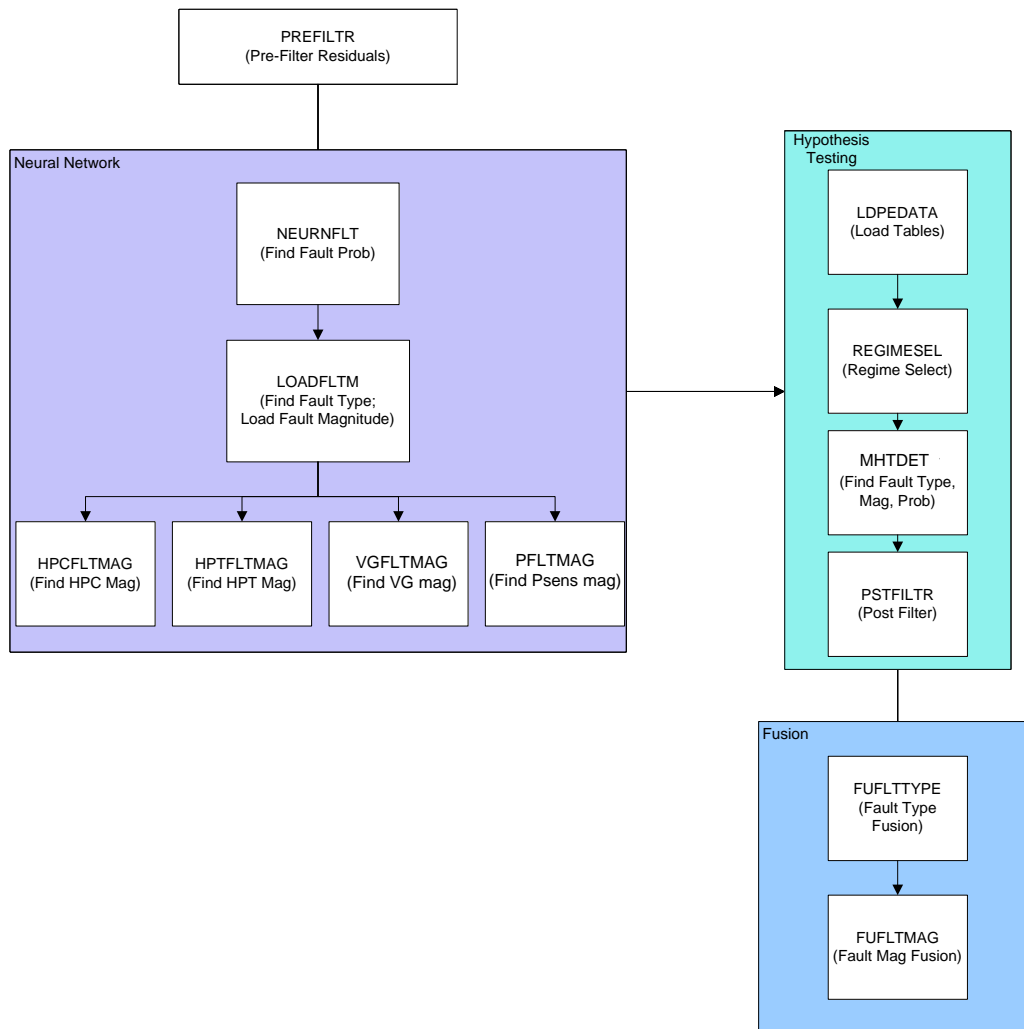 PREFILTR
(Pre-Filter Residuals)
Neural Network
NEURNFLT
(Find Fault Prob)
LOADFLTM
(Find Fault Type;
Load Fault Magnitude)
HPCFLTMAG
(Find HPC Mag)
HPTFLTMAG
(Find HPT Mag)
VGFLTMAG
(Find VG mag)
PFLTMAG
(Find Psens mag)
Hypothesis
Testing
LDPEDATA
(Load Tables)
REGIMESEL
(Regime Select)
MHTDET
(Find Fault Type,
Mag, Prob)
PSTFILTR
(Post Filter)
Fusion
FUFLTTYPE
(Fault Type
Fusion)
FUFLTMAG
(Fault Mag Fusion)